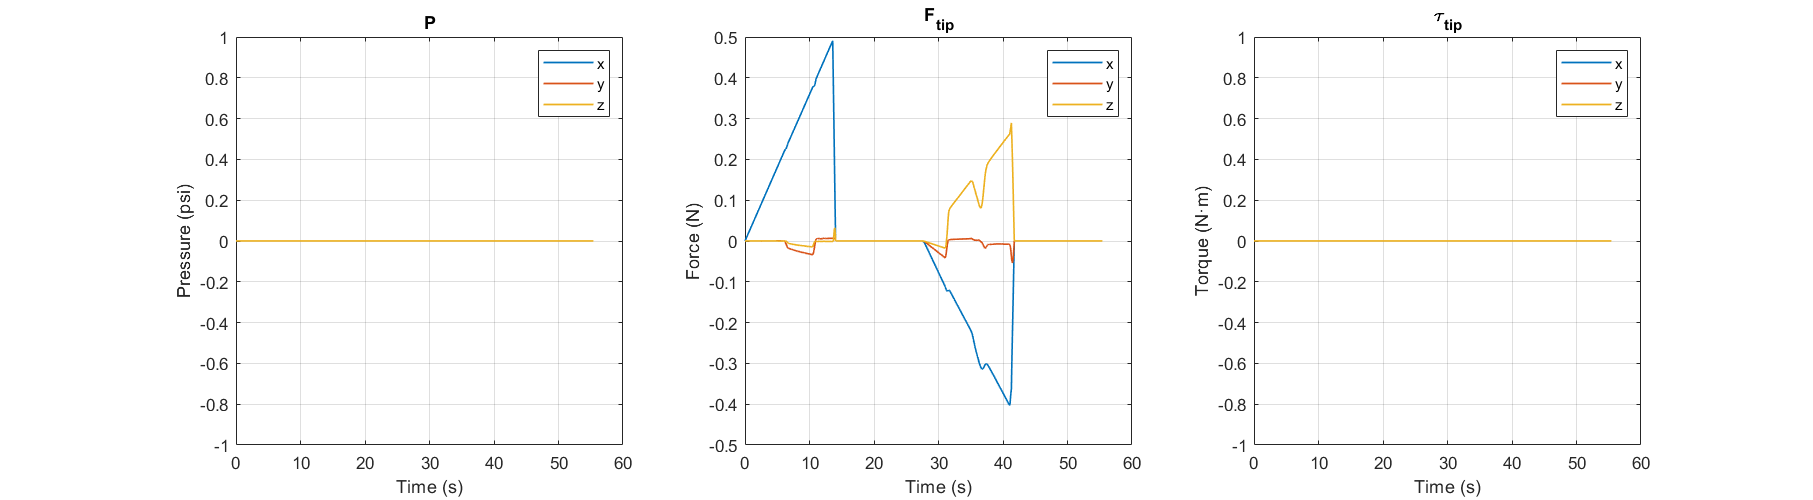 P
x
y
z
1
0.8
0.6
0.4
0.2
0
-0.2
-0.4
-0.6
-0.8
-1
Pressure (psi)
0 10 20 30 40 50 60
Time (s)
F_tip
x
y
z
0.5
0.4
0.3
0.2
0.1
0
-0.1
-0.2
-0.3
-0.4
-0.5
Force (N)
0 10 20 30 40 50 60
Time (s)
τ_tip
x
y
z
1
0.8
0.6
0.4
0.2
0
-0.2
-0.4
-0.6
-0.8
-1
Torque (N·m)
0 10 20 30 40 50 60
Time (s)